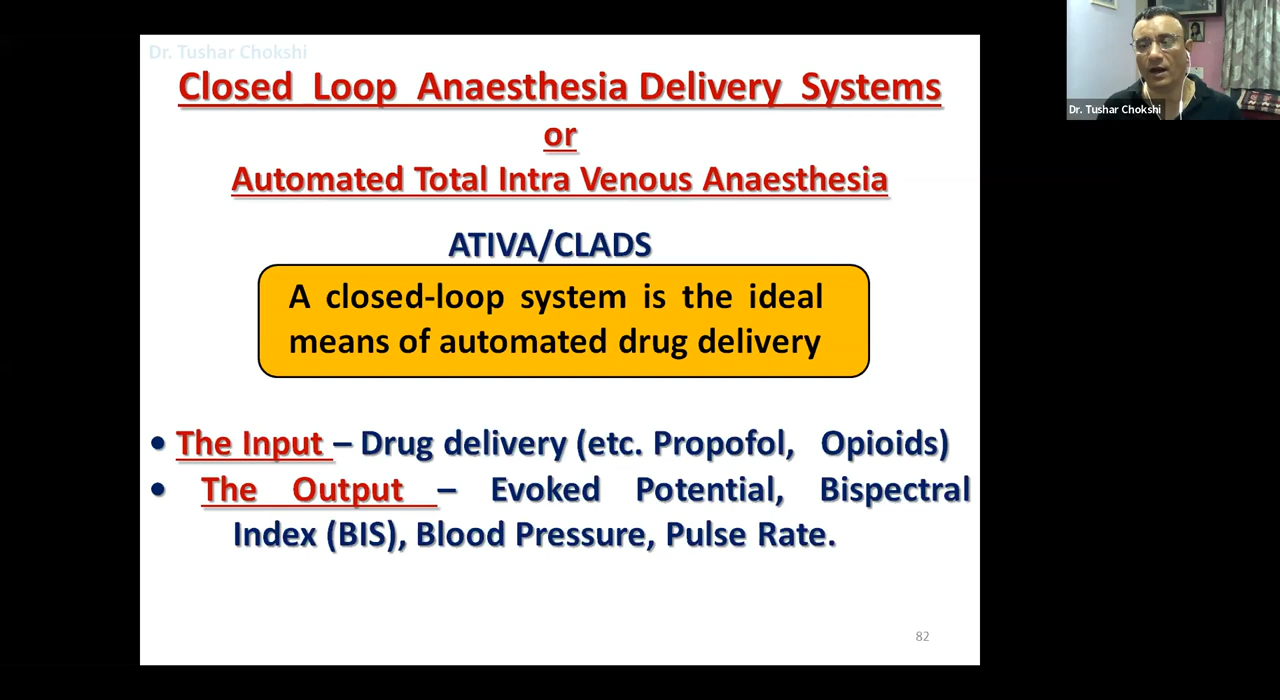 Dr. Tushar Chokshi
Closed Loop Anaesthesia Delivery Systems
or
Automated Total Intra Venous Anaesthesia
ATIVA/CLADS
A closed-loop system is the ideal
means of automated drug delivery
• The Input – Drug delivery (etc. Propofol, Opioids)
• The Output – Evoked Potential, Bispectral
Index (BIS), Blood Pressure, Pulse Rate.
82
Dr. Tushar Chokshi